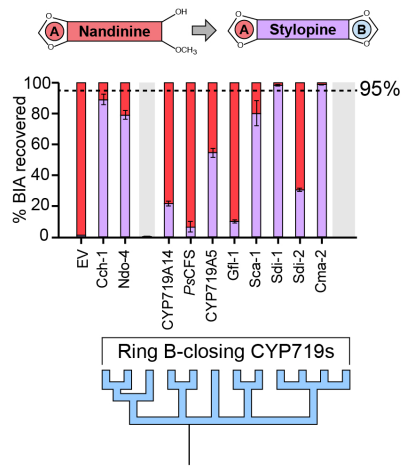 O O A Nandinine OH OCH₃
O O A Stylopine B O O
100 95%
80
60
40
20
0
% BIA recovered
EV
Cch-1
Ndo-4
CYP719A14
PsCFS
CYP719A5
Gfl-1
Sca-1
Sdi-1
Sdi-2
Cma-2
Ring B-closing CYP719s